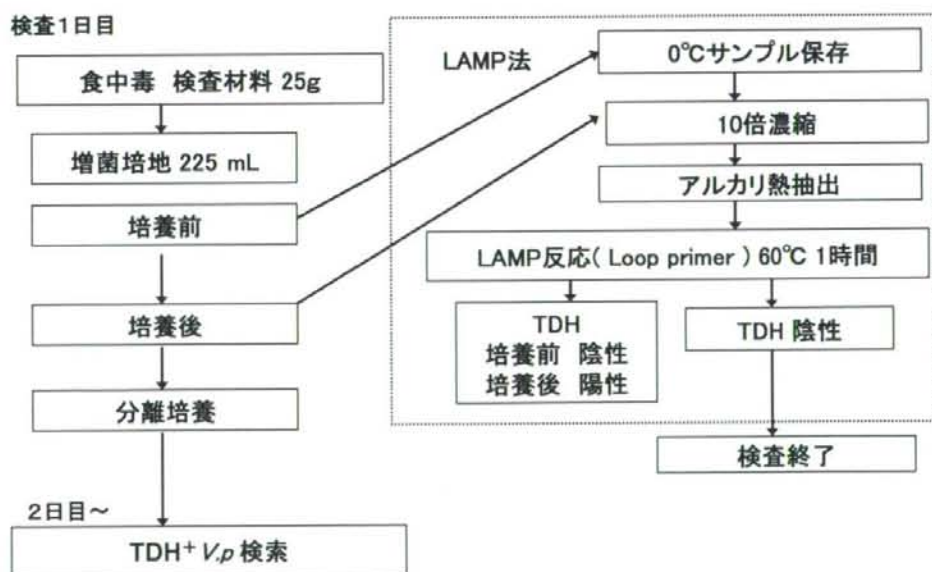 検査1日目
食中毒 検査材料 25g
増菌培地 225 mL
培養前
培養後
分離培養
2日目～
TDH⁺ V.p 検索
LAMP法
0℃サンプル保存
10倍濃縮
アルカリ熱抽出
LAMP反応( Loop primer ) 60℃ 1時間
TDH
培養前 陰性
培養後 陽性
TDH 陰性
検査終了